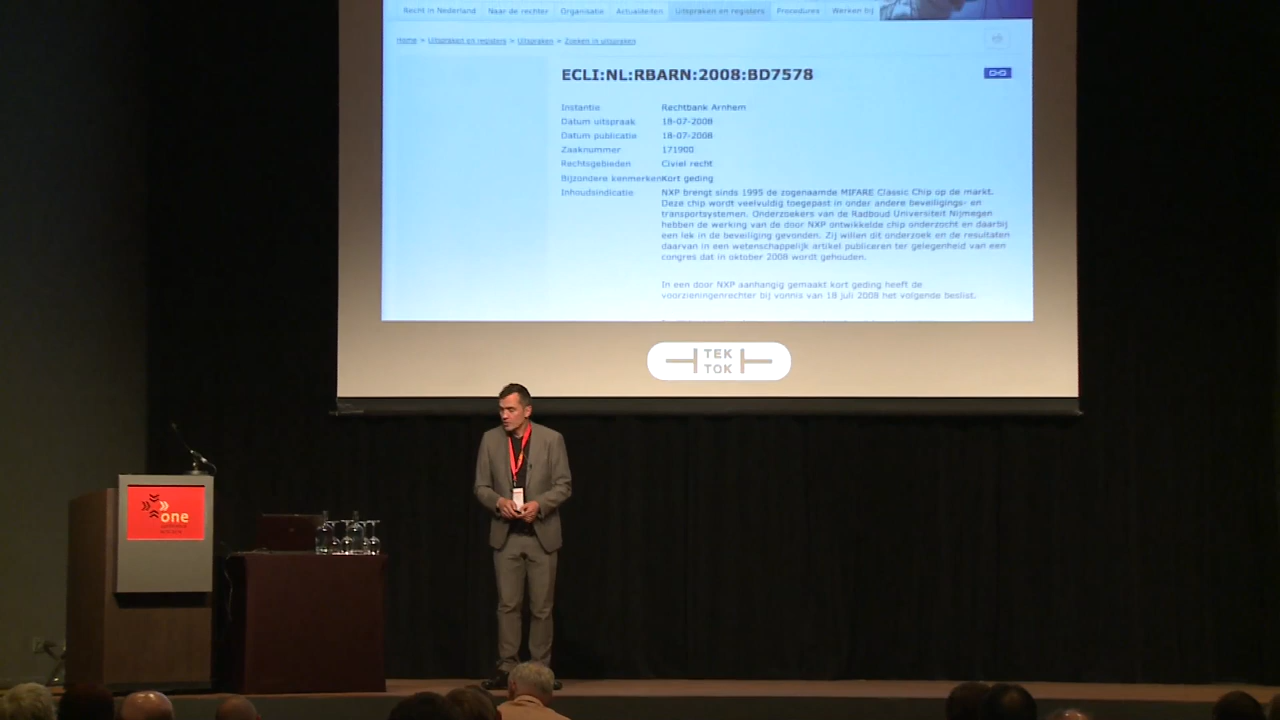 Recht in Nederland Naar de rechter Organisatie Actualiteiten Uitspraken en registers Procedures Werken bij
Home > Uitspraken en registers > Uitspraken > Zoeken in uitspraken
ECLI:NL:RBARN:2008:BD7578
Instantie Rechtbank Arnhem
Datum uitspraak 18-07-2008
Datum publicatie 18-07-2008
Zaaknummer 171900
Rechtsgebieden Civiel recht
Bijzondere kenmerken Kort geding
Inhoudsindicatie NXP brengt sinds 1995 de zogenaamde MIFARE Classic Chip op de markt.
Deze chip wordt veelvuldig toegepast in onder andere beveiligings- en
transportsystemen. Onderzoekers van de Radboud Universiteit Nijmegen
hebben de werking van de door NXP ontwikkelde chip onderzocht en daarbij
een lek in de beveiliging gevonden. Zij willen dit onderzoek en de resultaten
daarvan in een wetenschappelijk artikel publiceren ter gelegenheid van een
congres dat in oktober 2008 wordt gehouden.
In een door NXP aanhangig gemaakt kort geding heeft de
voorzieningenrechter bij vonnis van 18 juli 2008 het volgende beslist.
TEK
TOK
one